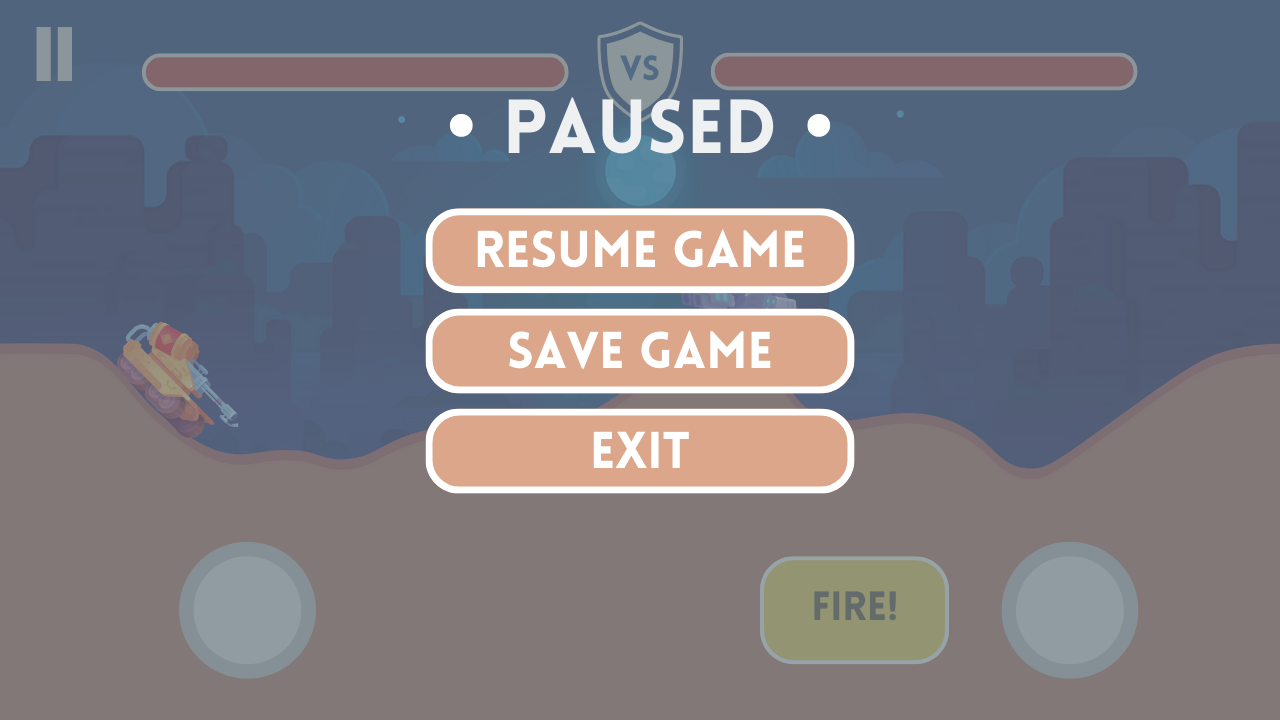 VS
• PAUSED •
RESUME GAME
SAVE GAME
EXIT
FIRE!